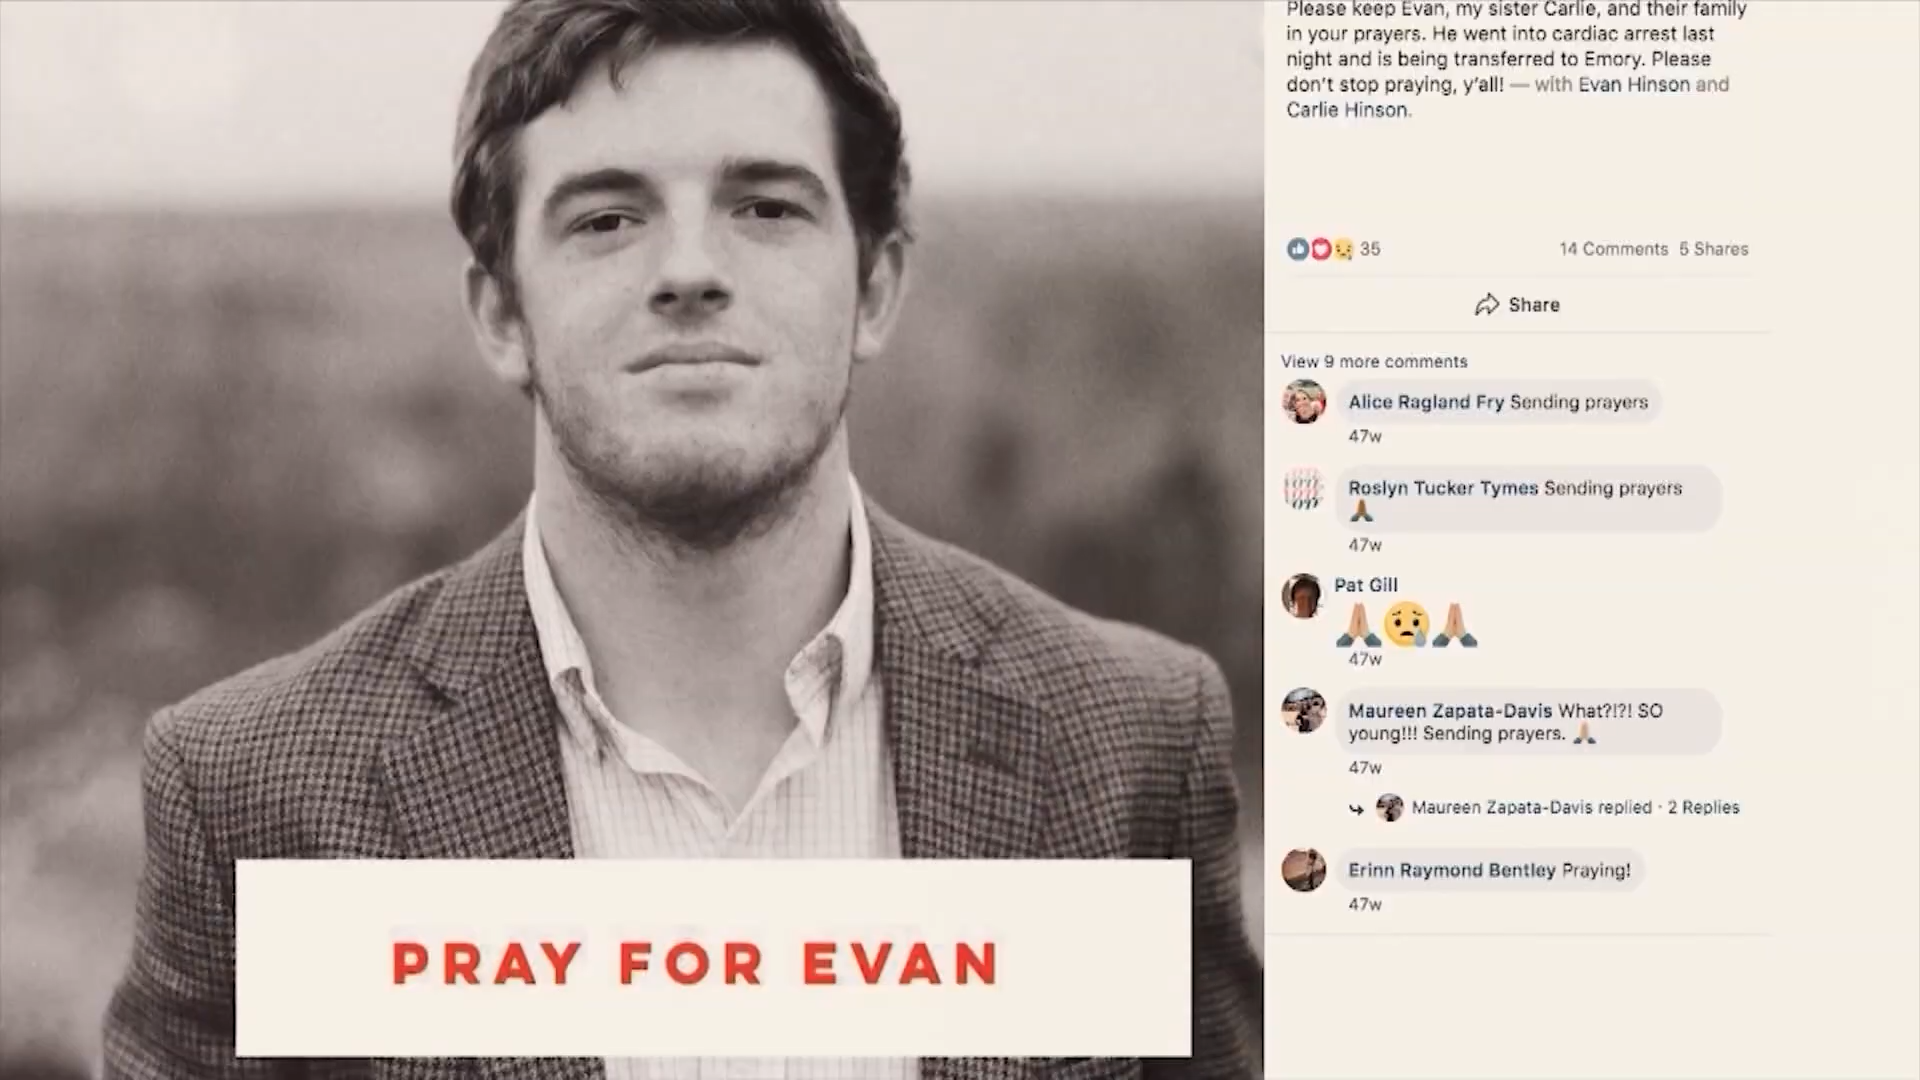 Please keep Evan, my sister Carlie, and their family
in your prayers. He went into cardiac arrest last
night and is being transferred to Emory. Please
don't stop praying, y'all! — with Evan Hinson and
Carlie Hinson.
35
14 Comments 5 Shares
Share
View 9 more comments
Alice Ragland Fry Sending prayers
47w
Roslyn Tucker Tymes Sending prayers
🙏🏾
47w
Pat Gill
🙏🏼😢🙏🏼
47w
Maureen Zapata-Davis What?!?! SO
young!!! Sending prayers. 🙏🏼
47w
Maureen Zapata-Davis replied · 2 Replies
Erinn Raymond Bentley Praying!
47w
PRAY FOR EVAN